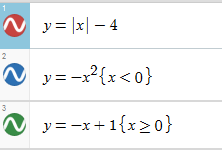 1
y = |x| − 4
2
y = −x²{x < 0}
3
y = −x + 1{x ≥ 0}